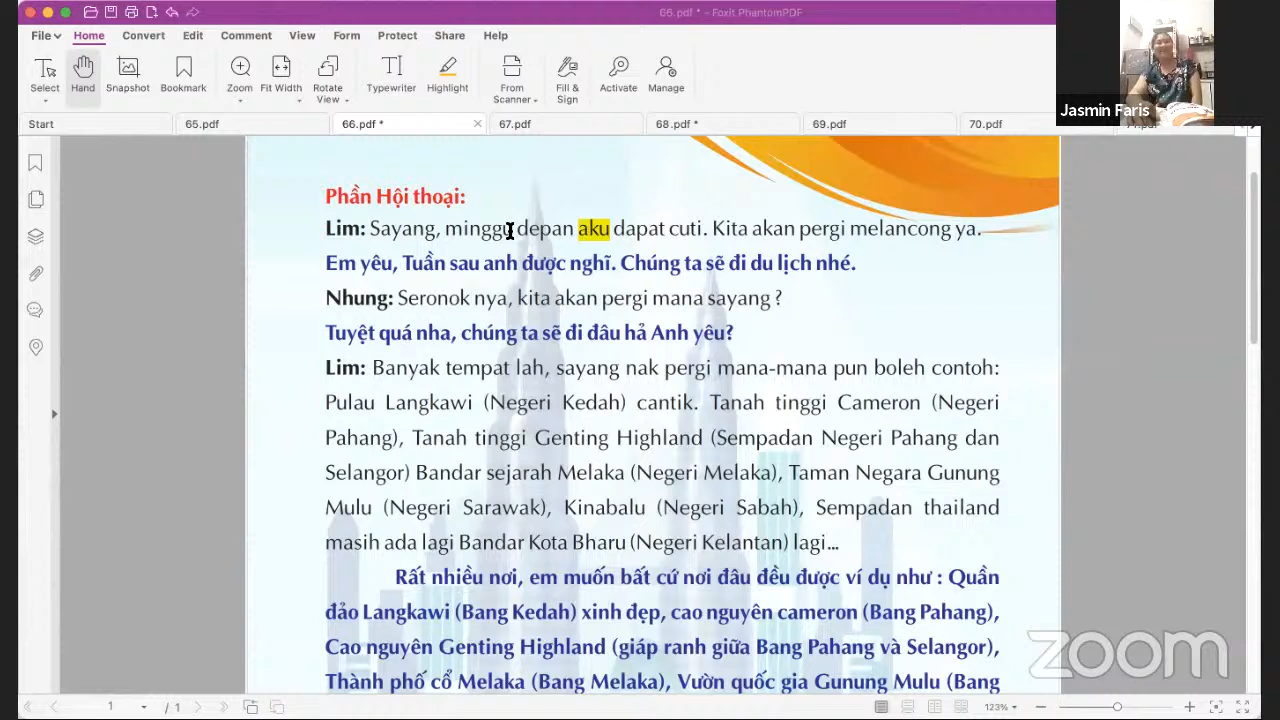 66.pdf * - Foxit PhantomPDF
File Home Convert Edit Comment View Form Protect Share Help
Select Hand Snapshot Bookmark Zoom Fit Width Rotate View Typewriter Highlight From Scanner Fill & Sign Activate Manage
Jasmin Faris
Start 65.pdf 66.pdf * 67.pdf 68.pdf * 69.pdf 70.pdf
Phần Hội thoại:
Lim: Sayang, minggu depan aku dapat cuti. Kita akan pergi melancong ya.
Em yêu, Tuần sau anh được nghĩ. Chúng ta sẽ đi du lịch nhé.
Nhung: Seronok nya, kita akan pergi mana sayang ?
Tuyệt quá nha, chúng ta sẽ đi đâu hả Anh yêu?
Lim: Banyak tempat lah, sayang nak pergi mana-mana pun boleh contoh:
Pulau Langkawi (Negeri Kedah) cantik. Tanah tinggi Cameron (Negeri
Pahang), Tanah tinggi Genting Highland (Sempadan Negeri Pahang dan
Selangor) Bandar sejarah Melaka (Negeri Melaka), Taman Negara Gunung
Mulu (Negeri Sarawak), Kinabalu (Negeri Sabah), Sempadan thailand
masih ada lagi Bandar Kota Bharu (Negeri Kelantan) lagi...
Rất nhiều nơi, em muốn bất cứ nơi đâu đều được ví dụ như : Quần
đảo Langkawi (Bang Kedah) xinh đẹp, cao nguyên cameron (Bang Pahang),
Cao nguyên Genting Highland (giáp ranh giữa Bang Pahang và Selangor),
Thành phố cổ Melaka (Bang Melaka), Vườn quốc gia Gunung Mulu (Bang
zoom
1 / 1 123%